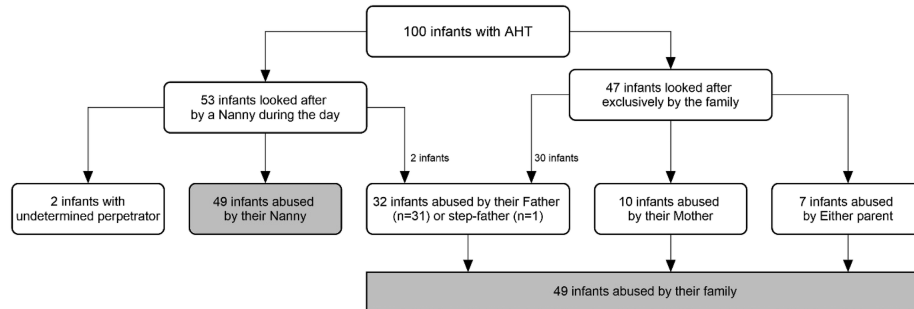 100 infants with AHT
53 infants looked after
by a Nanny during the day
47 infants looked after
exclusively by the family
2 infants
30 infants
2 infants with
undetermined perpetrator
49 infants abused
by their Nanny
32 infants abused by their Father
(n=31) or step-father (n=1)
10 infants abused
by their Mother
7 infants abused
by Either parent
49 infants abused by their family